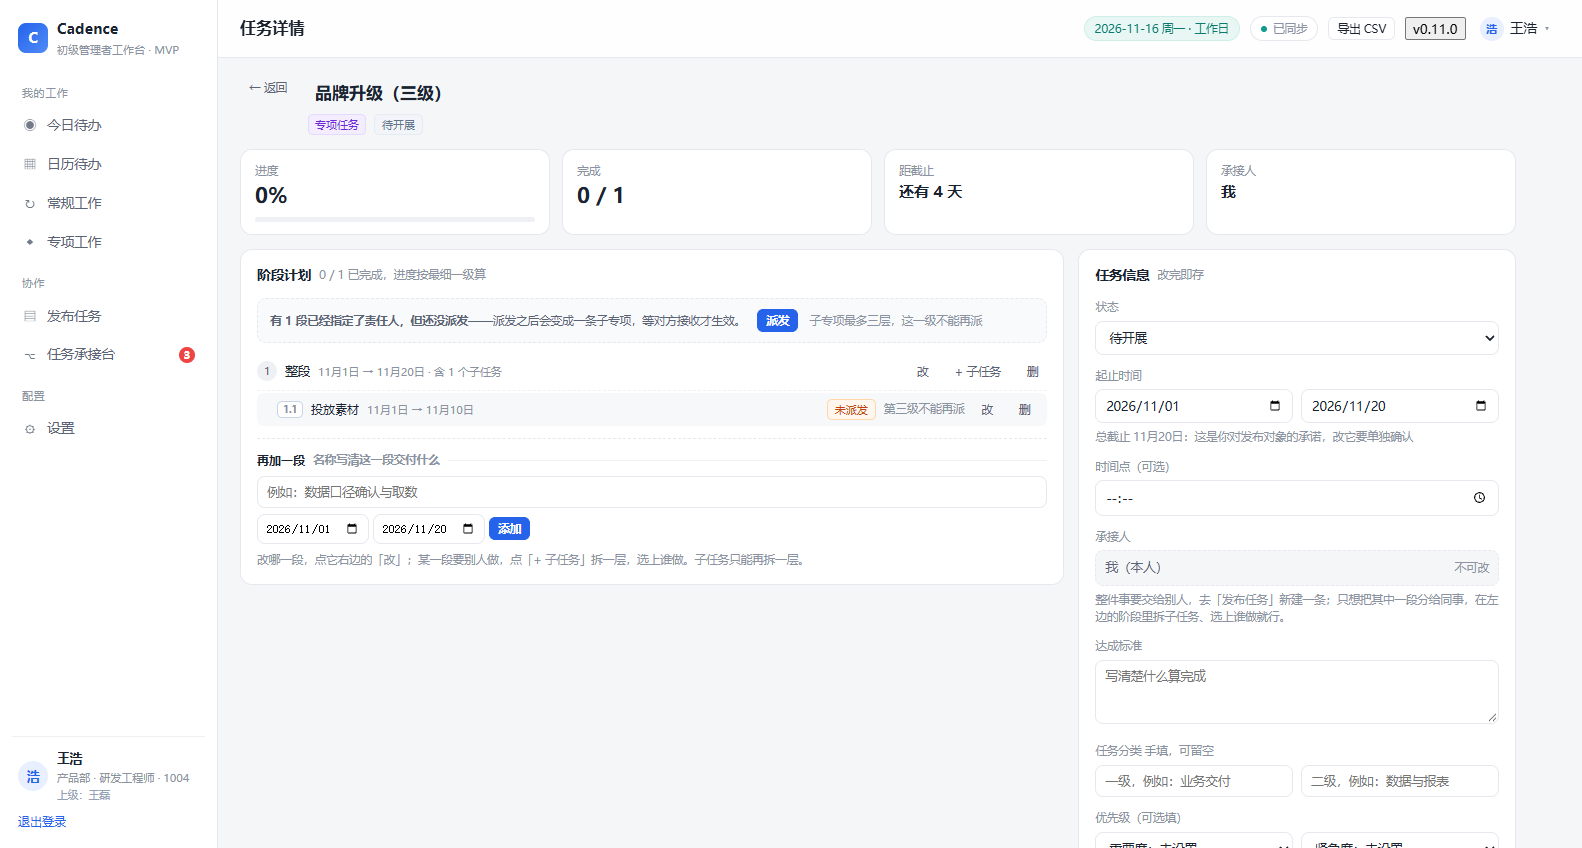 C
Cadence
初级管理者工作台 · MVP
我的工作
今日待办
日历待办
常规工作
专项工作
协作
发布任务
任务承接台
3
配置
设置
浩
王浩
产品部 · 研发工程师 · 1004
上级：王磊
退出登录
任务详情
2026-11-16 周一 · 工作日
已同步
导出 CSV
v0.11.0
浩 王浩
← 返回
品牌升级（三级）
专项任务 待开展
进度
0%
完成
0 / 1
距截止
还有 4 天
承接人
我
阶段计划 0 / 1 已完成，进度按最细一级算
有 1 段已经指定了责任人，但还没派发——派发之后会变成一条子专项，等对方接收才生效。 派发 子专项最多三层，这一级不能再派
1 整段 11月1日 → 11月20日 · 含 1 个子任务 改 + 子任务 删
1.1 投放素材 11月1日 → 11月10日 未派发 第三级不能再派 改 删
再加一段 名称写清这一段交付什么
例如：数据口径确认与取数
2026/11/01 2026/11/20 添加
改哪一段，点它右边的「改」；某一段要别人做，点「+ 子任务」拆一层，选上谁做。子任务只能再拆一层。
任务信息 改完即存
状态
待开展
起止时间
2026/11/01 2026/11/20
总截止 11月20日：这是你对发布对象的承诺，改它要单独确认
时间点（可选）
--:--
承接人
我（本人） 不可改
整件事要交给别人，去「发布任务」新建一条；只想把其中一段分给同事，在左
边的阶段里拆子任务、选上谁做就行。
达成标准
写清楚什么算完成
任务分类 手填，可留空
一级，例如：业务交付 二级，例如：数据与报表
优先级（可选填）
重要度：未设置 紧急度：未设置